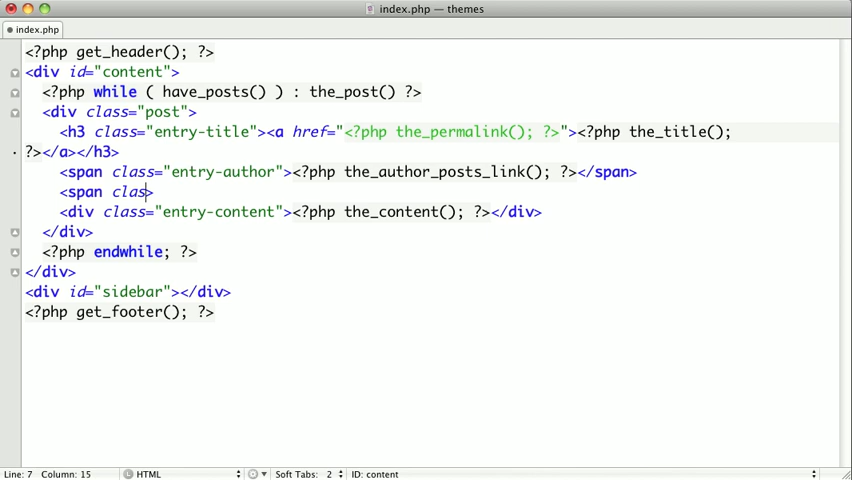 index.php — themes
index.php
<?php get_header(); ?>
<div id="content">
<?php while ( have_posts() ) : the_post() ?>
<div class="post">
<h3 class="entry-title"><a href="<?php the_permalink(); ?>"><?php the_title();
?></a></h3>
<span class="entry-author"><?php the_author_posts_link(); ?></span>
<span clas>
<div class="entry-content"><?php the_content(); ?></div>
</div>
<?php endwhile; ?>
</div>
<div id="sidebar"></div>
<?php get_footer(); ?>
Line: 7 Column: 15 HTML Soft Tabs: 2 ID: content